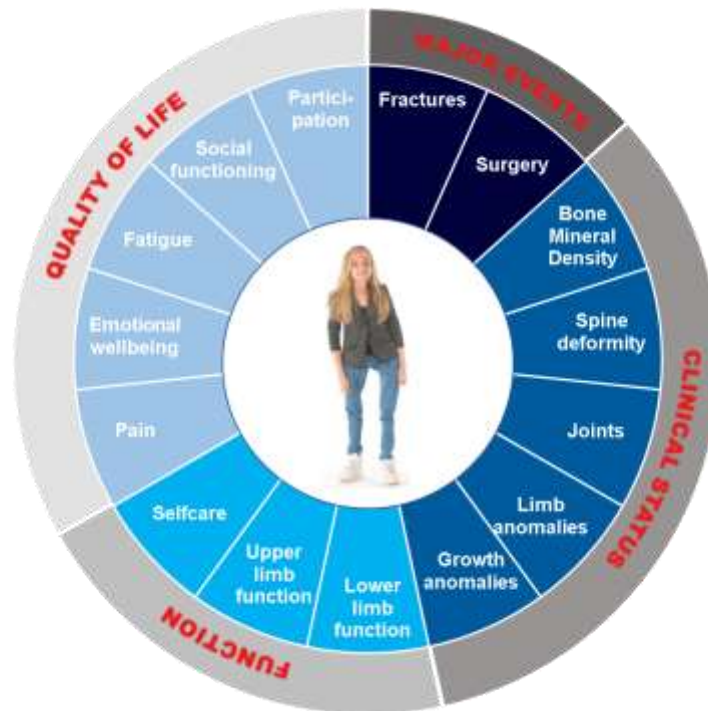 MAJOR EVENTS
Fractures
Surgery
CLINICAL STATUS
Bone
Mineral
Density
Spine
deformity
Joints
Limb
anomalies
Growth
anomalies
FUNCTION
Lower
limb
function
Upper
limb
function
Selfcare
QUALITY OF LIFE
Pain
Emotional
wellbeing
Fatigue
Social
functioning
Partici-
pation